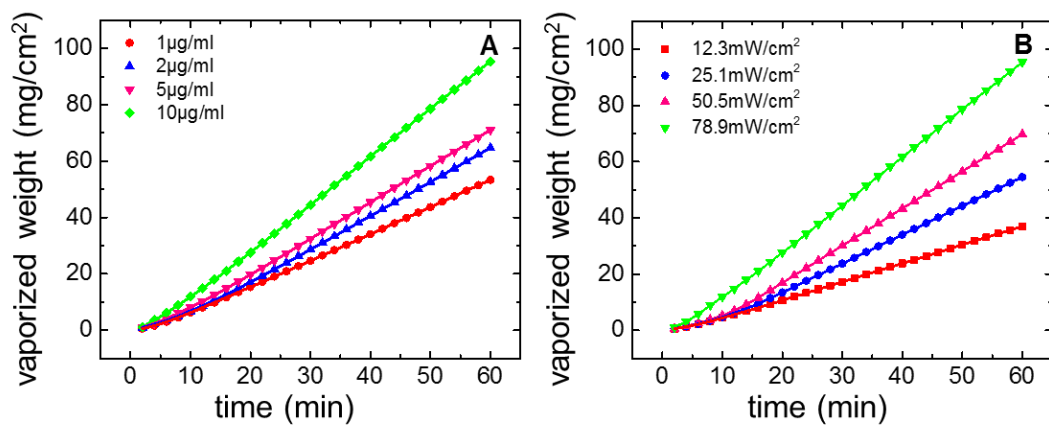 A
1µg/ml
2µg/ml
5µg/ml
10µg/ml
100
80
60
40
20
0
vaporized weight (mg/cm2)
0 10 20 30 40 50 60
time (min)
B
12.3mW/cm²
25.1mW/cm²
50.5mW/cm²
78.9mW/cm²
100
80
60
40
20
0
vaporized weight (mg/cm2)
0 10 20 30 40 50 60
time (min)